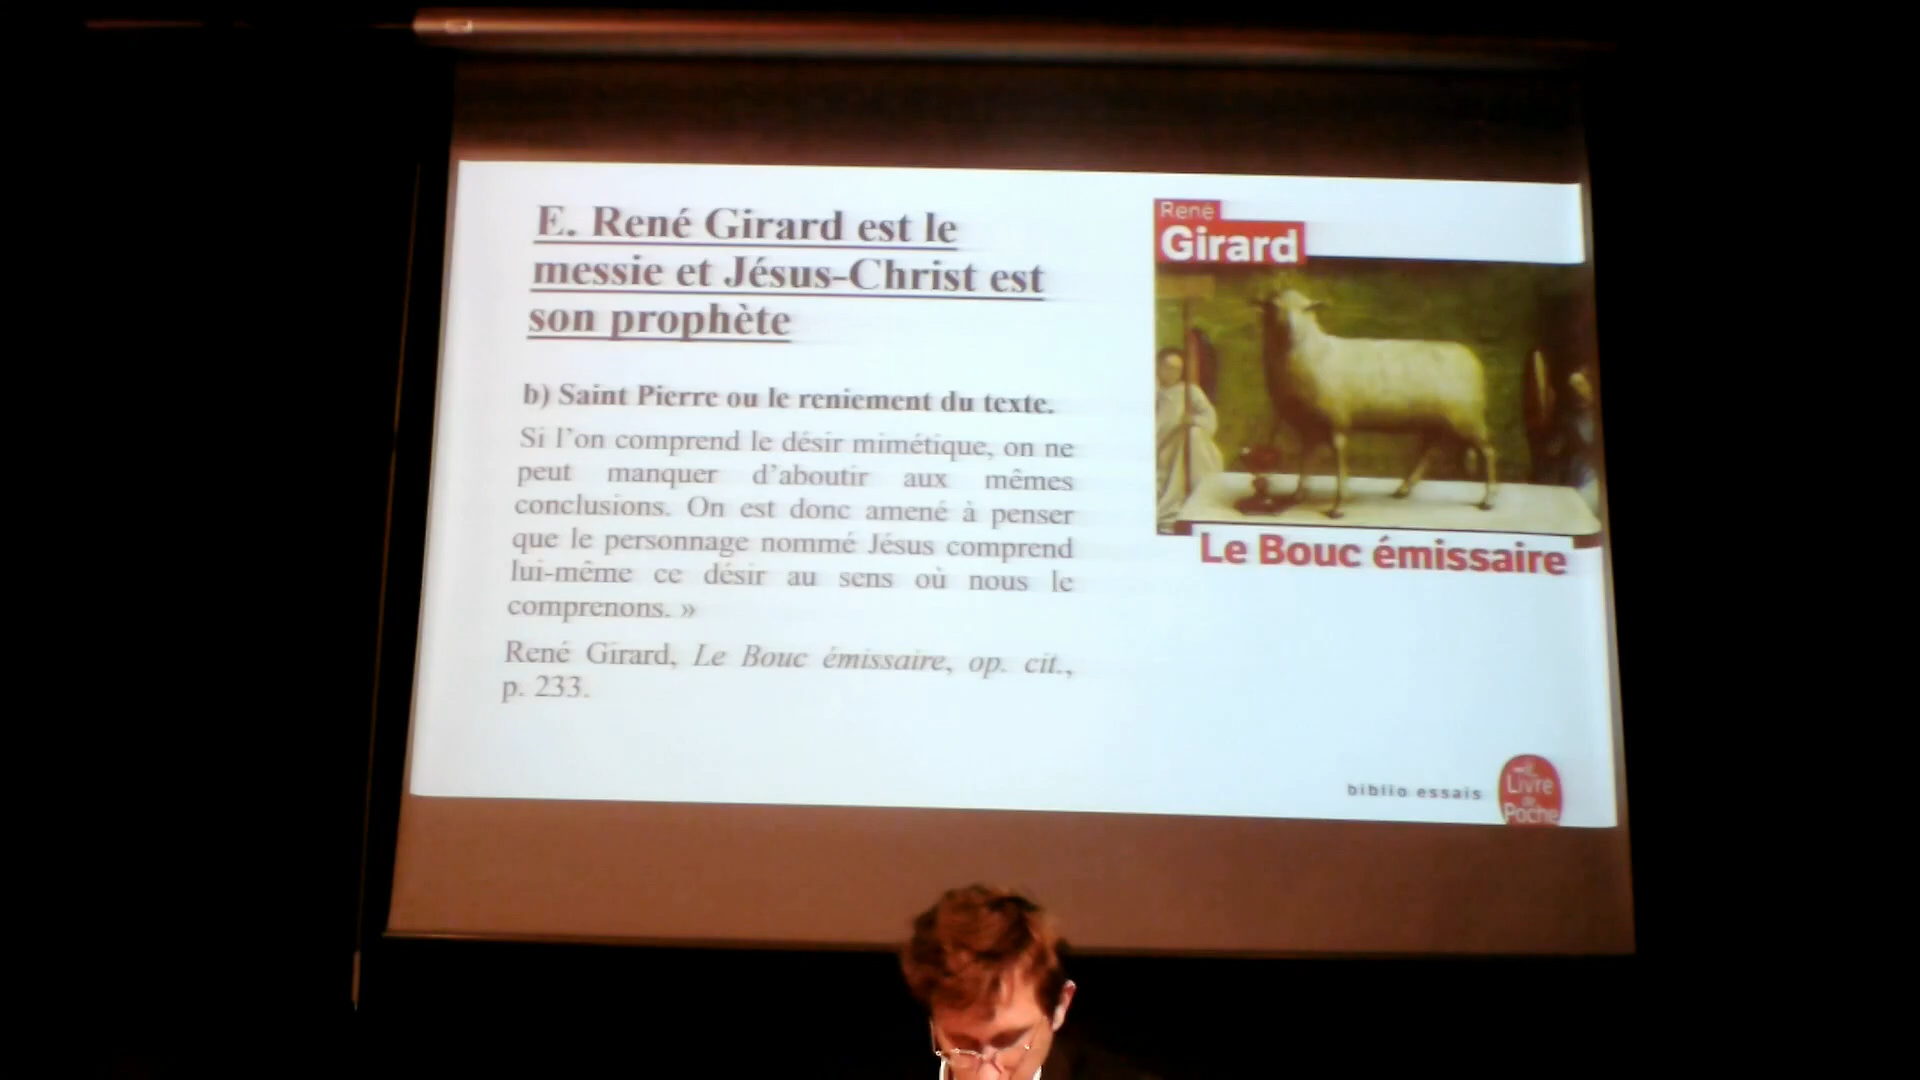 E. René Girard est le
messie et Jésus-Christ est
son prophète
b) Saint Pierre ou le reniement du texte.
Si l’on comprend le désir mimétique, on ne
peut manquer d’aboutir aux mêmes
conclusions. On est donc amené à penser
que le personnage nommé Jésus comprend
lui-même ce désir au sens où nous le
comprenons. »
René Girard, Le Bouc émissaire, op. cit.,
p. 233.
René
Girard
Le Bouc émissaire
biblio essais
Le
Livre
de
Poche